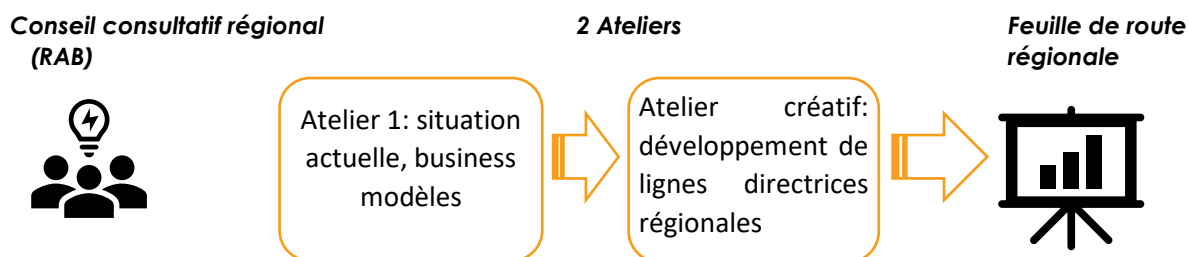 Conseil consultatif régional
(RAB)
2 Ateliers
Feuille de route
régionale
Atelier 1: situation
actuelle, business
modèles
Atelier créatif:
développement de
lignes directrices
régionales